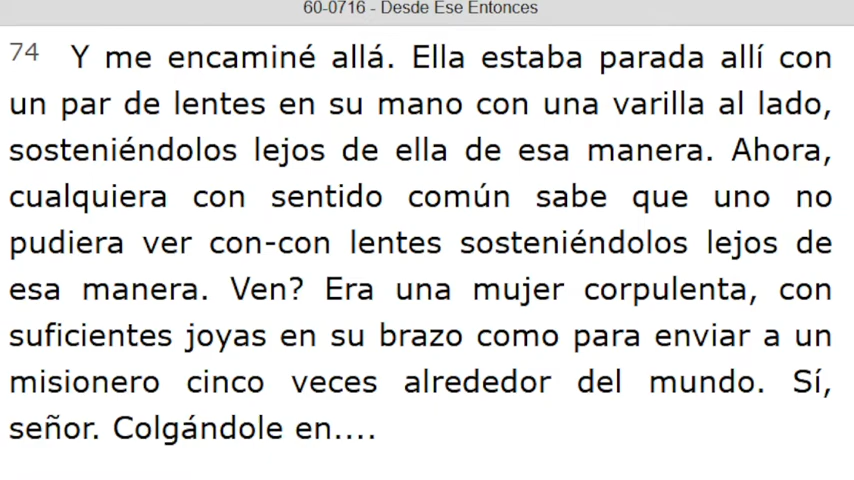 60-0716 - Desde Ese Entonces
74 Y me encaminé allá. Ella estaba parada allí con
un par de lentes en su mano con una varilla al lado,
sosteniéndolos lejos de ella de esa manera. Ahora,
cualquiera con sentido común sabe que uno no
pudiera ver con-con lentes sosteniéndolos lejos de
esa manera. Ven? Era una mujer corpulenta, con
suficientes joyas en su brazo como para enviar a un
misionero cinco veces alrededor del mundo. Sí,
señor. Colgándole en....